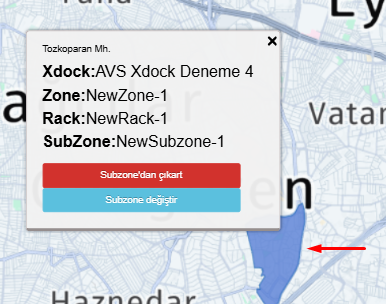 Tozkoparan Mh.
Xdock:AVS Xdock Deneme 4
Zone:NewZone-1
Rack:NewRack-1
SubZone:NewSubzone-1
Subzone'dan çıkart
Subzone değiştir
Vatan
Haznedar